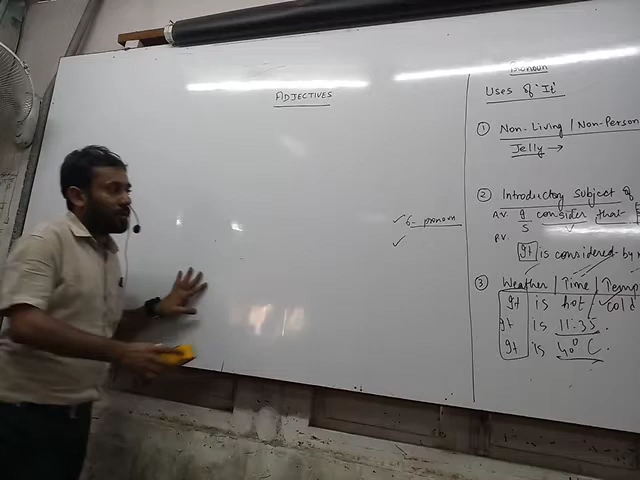 ADJECTIVES
✓ 6- pronoun
✓
Pronoun
Uses of 'It'
① Non-Living / Non-Person
Jelly →
② Introductory Subject of
A.V. I consider that
S
P.V.
It is considered by
③ Weather / Time / Temp
It is hot / cold
It is 11:35.
It is 40° C.